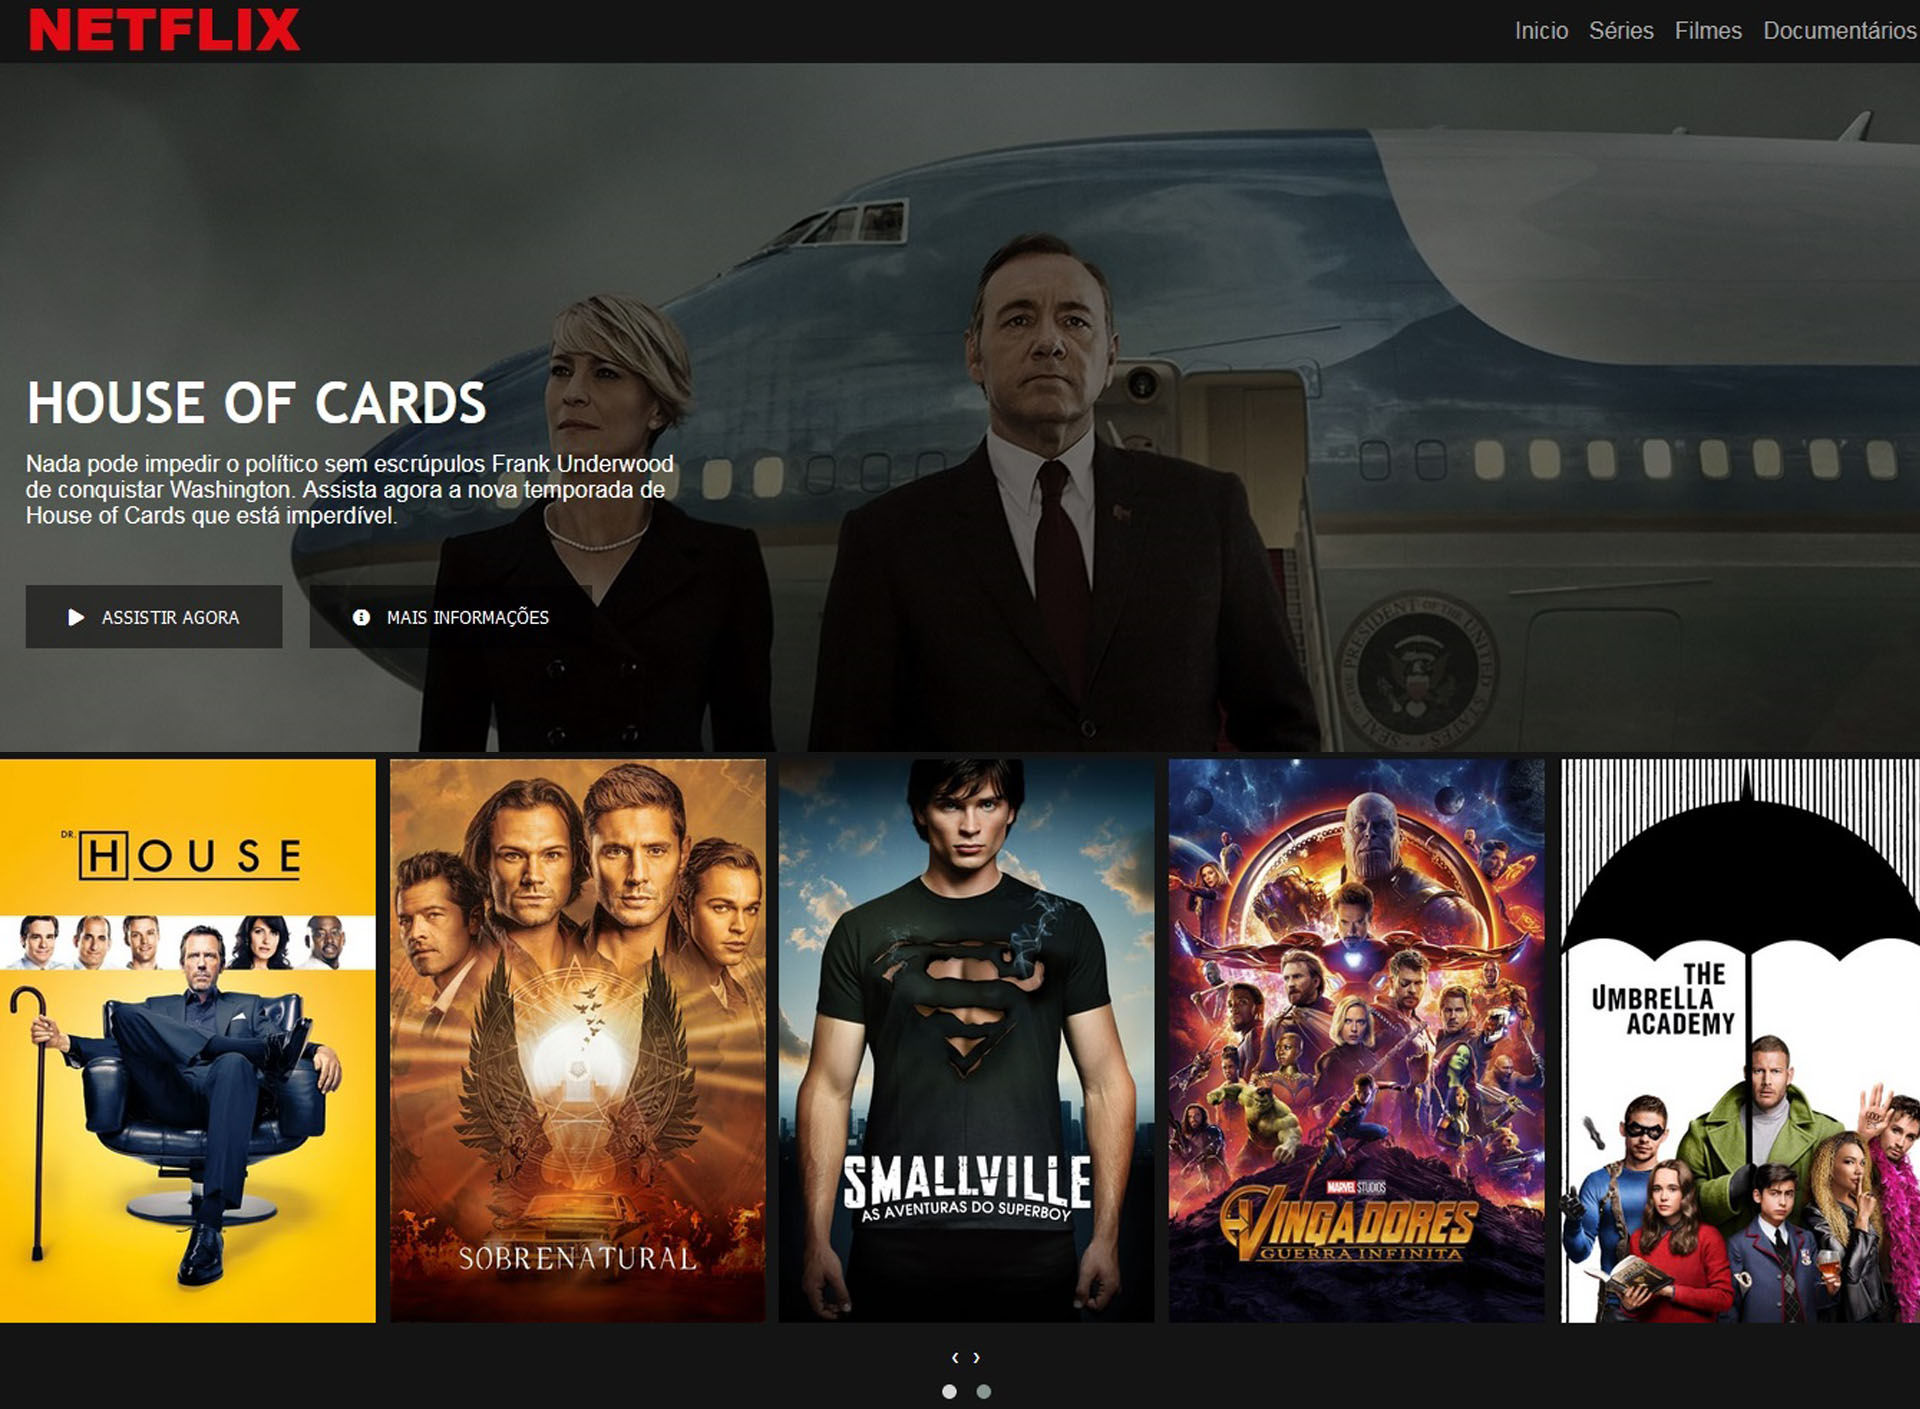 NETFLIX
Inicio Séries Filmes Documentários
HOUSE OF CARDS
Nada pode impedir o político sem escrúpulos Frank Underwood
de conquistar Washington. Assista agora a nova temporada de
House of Cards que está imperdível.
ASSISTIR AGORA
MAIS INFORMAÇÕES
SEAL OF THE PRESIDENT OF THE UNITED STATES
DR.
HOUSE
SOBRENATURAL
SMALLVILLE
AS AVENTURAS DO SUPERBOY
MARVEL STUDIOS
VINGADORES
GUERRA INFINITA
THE
UMBRELLA
ACADEMY
‹ ›